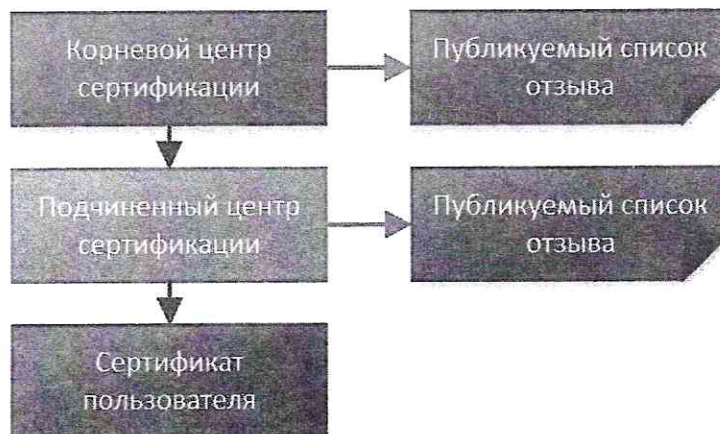 Корневой центр
сертификации
Публикуемый список
отзыва
Подчиненный центр
сертификации
Публикуемый список
отзыва
Сертификат
пользователя